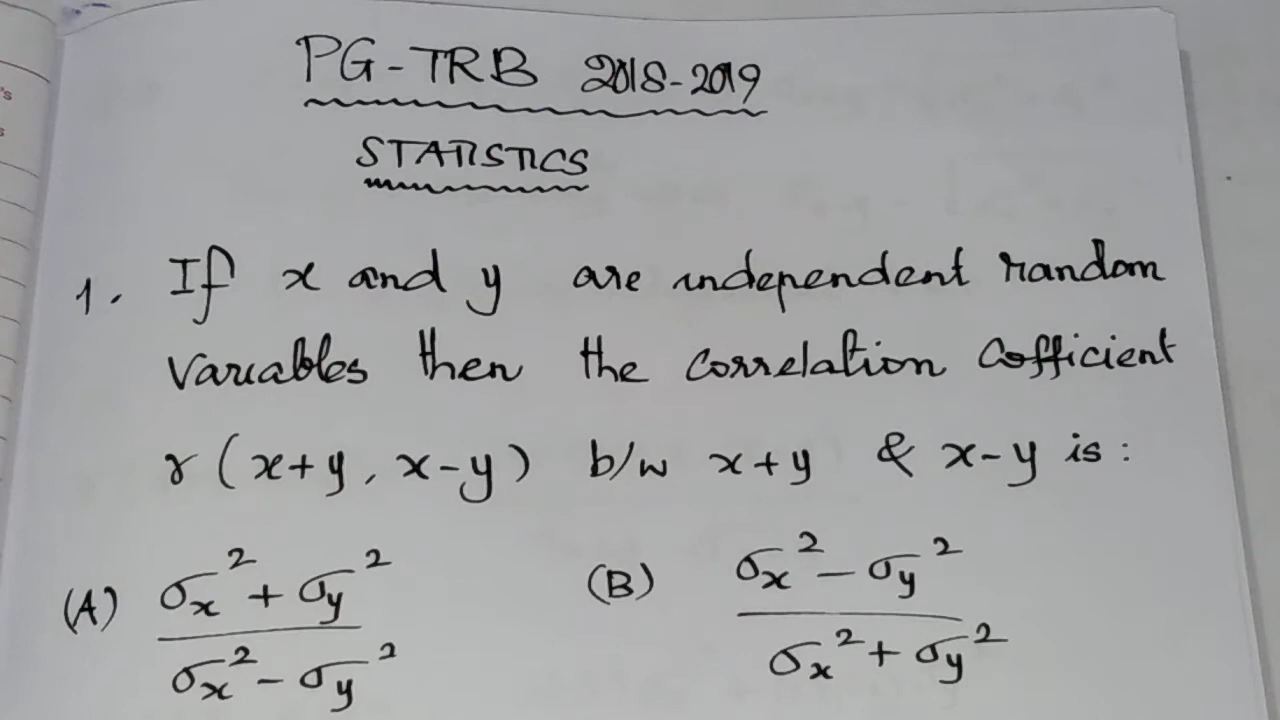 's
s
PG-TRB 2018-2019
STATISTICS
1. If x and y are independent random
variables then the correlation cofficient
r (x+y, x-y) b/w x+y & x-y is :
(A) σx² + σy² / σx² - σy² (B) σx² - σy² / σx² + σy²